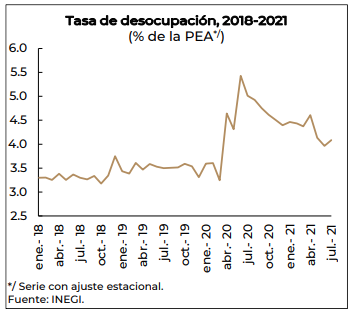 Tasa de desocupación, 2018-2021
(% de la PEA*/)
6.0
5.5
5.0
4.5
4.0
3.5
3.0
2.5
ene.- 18
abr.- 18
jul.- 18
oct.- 18
ene.- 19
abr.- 19
jul.- 19
oct.- 19
ene.- 20
abr.- 20
jul.- 20
oct.- 20
ene.- 21
abr.- 21
jul.- 21
*/ Serie con ajuste estacional.
Fuente: INEGI.